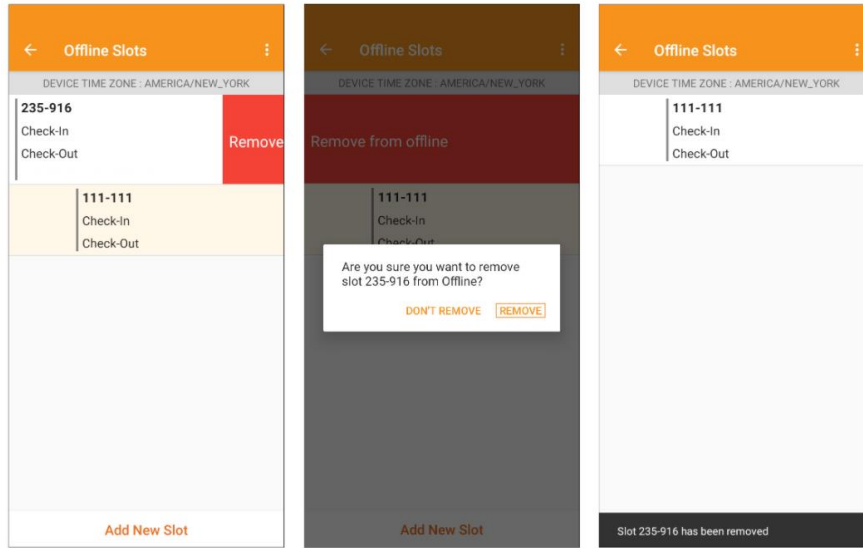 Offline Slots
DEVICE TIME ZONE : AMERICA/NEW_YORK
235-916
Check-In
Check-Out
Remove
111-111
Check-In
Check-Out
Add New Slot
Offline Slots
DEVICE TIME ZONE : AMERICA/NEW_YORK
Remove from offline
111-111
Check-In
Check-Out
Are you sure you want to remove
slot 235-916 from Offline?
DON'T REMOVE REMOVE
Add New Slot
Offline Slots
DEVICE TIME ZONE : AMERICA/NEW_YORK
111-111
Check-In
Check-Out
Slot 235-916 has been removed